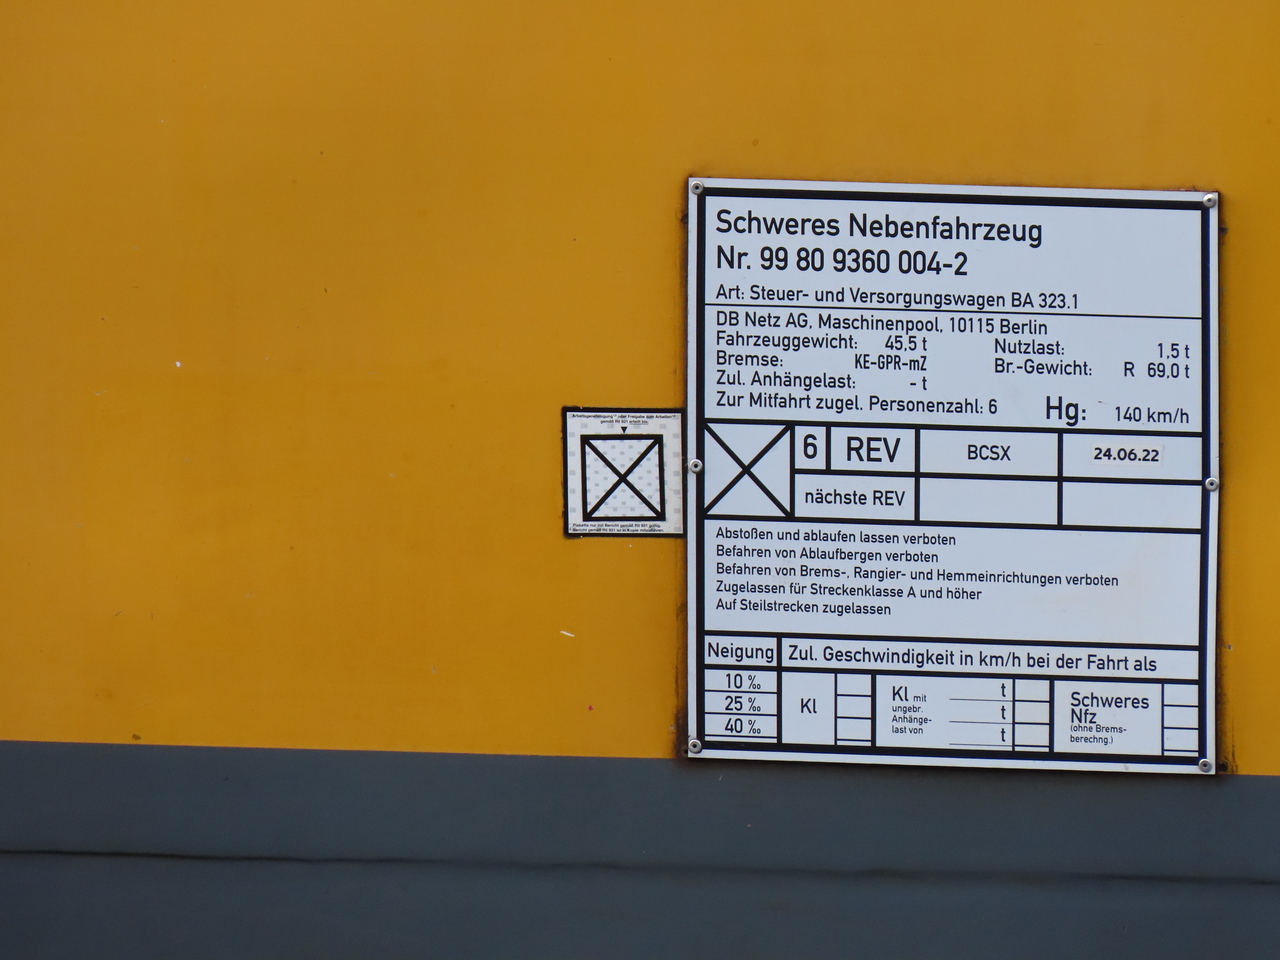 Schweres Nebenfahrzeug
Nr. 99 80 9360 004-2
Art: Steuer- und Versorgungswagen BA 323.1
DB Netz AG, Maschinenpool, 10115 Berlin
Fahrzeuggewicht: 45,5 t Nutzlast: 1,5 t
Bremse: KE-GPR-mZ Br.-Gewicht: R 69,0 t
Zul. Anhängelast: - t
Zur Mitfahrt zugel. Personenzahl: 6 Hg: 140 km/h
6 REV BCSX 24.06.22
nächste REV
Abstoßen und ablaufen lassen verboten
Befahren von Ablaufbergen verboten
Befahren von Brems-, Rangier- und Hemmeinrichtungen verboten
Zugelassen für Streckenklasse A und höher
Auf Steilstrecken zugelassen
Neigung Zul. Geschwindigkeit in km/h bei der Fahrt als
10 ‰
25 ‰
40 ‰
Kl
Kl mit
ungebr.
Anhänge-
last von
t
t
t
Schweres
Nfz
(ohne Brems-
berechng.)